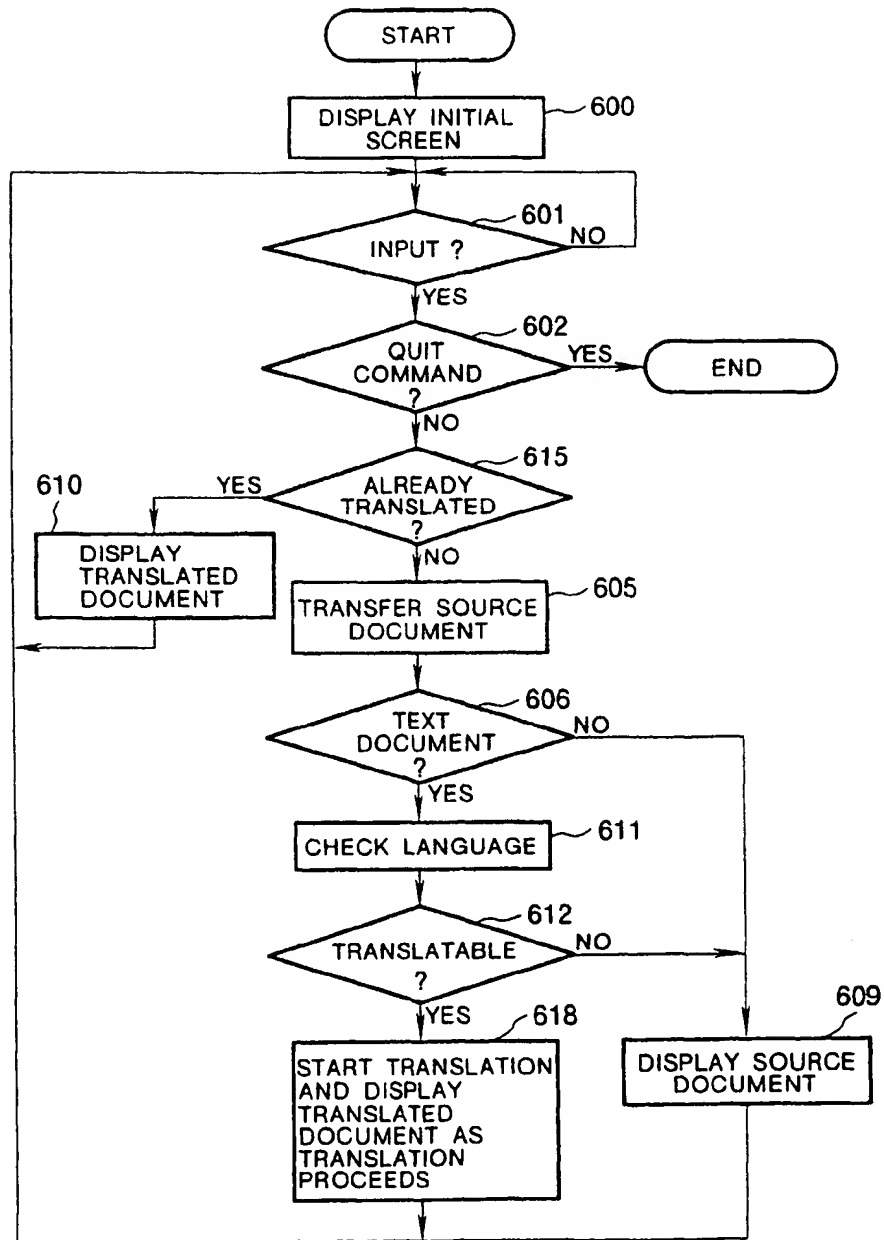 START
600
DISPLAY INITIAL
SCREEN
601
INPUT ?
NO
YES
602
QUIT
COMMAND
?
YES
END
NO
615
ALREADY
TRANSLATED
?
YES
610
DISPLAY
TRANSLATED
DOCUMENT
NO
605
TRANSFER SOURCE
DOCUMENT
606
TEXT
DOCUMENT
?
NO
YES
611
CHECK LANGUAGE
612
TRANSLATABLE
?
NO
YES
618
START TRANSLATION
AND DISPLAY
TRANSLATED
DOCUMENT AS
TRANSLATION
PROCEEDS
609
DISPLAY SOURCE
DOCUMENT